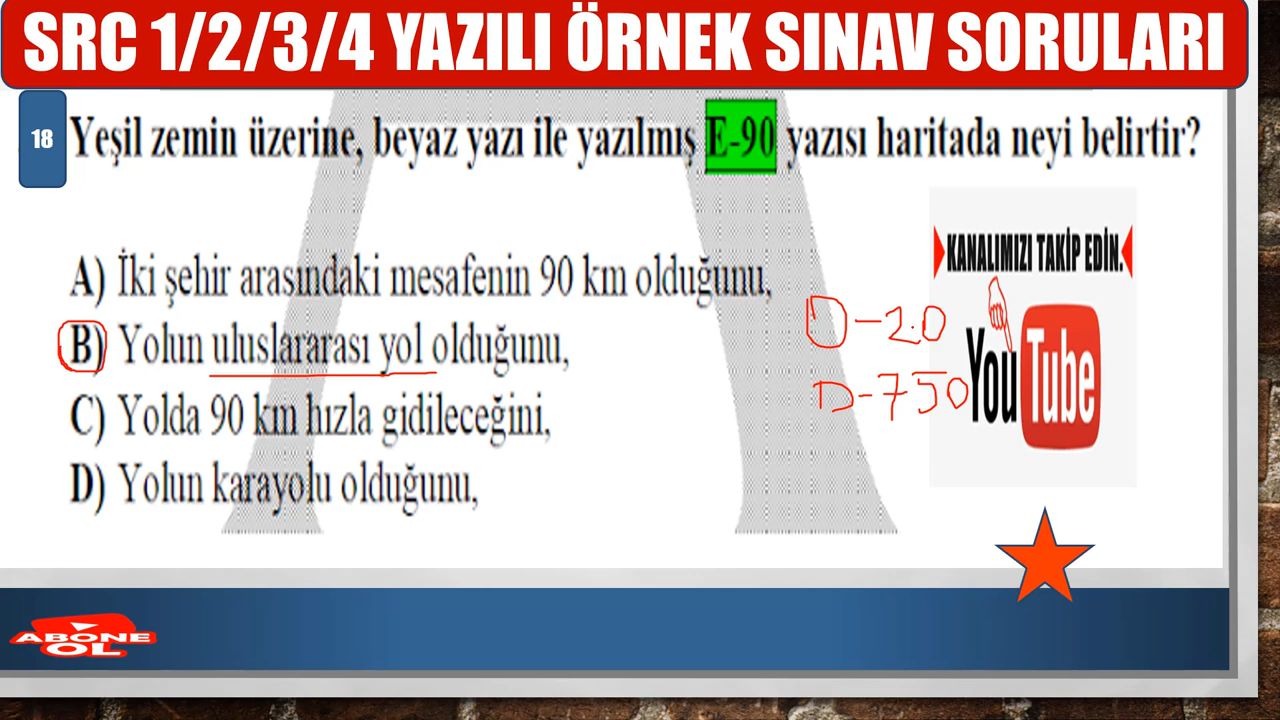 SRC 1/2/3/4 YAZILI ÖRNEK SINAV SORULARI
18 Yeşil zemin üzerine, beyaz yazı ile yazılmış E-90 yazısı haritada neyi belirtir?
KANALIMIZI TAKİP EDİN.
A) İki şehir arasındaki mesafenin 90 km olduğunu,
D-20
B) Yolun uluslararası yol olduğunu,
D-750
YouTube
C) Yolda 90 km hızla gidileceğini,
D) Yolun karayolu olduğunu,
ABONE
OL